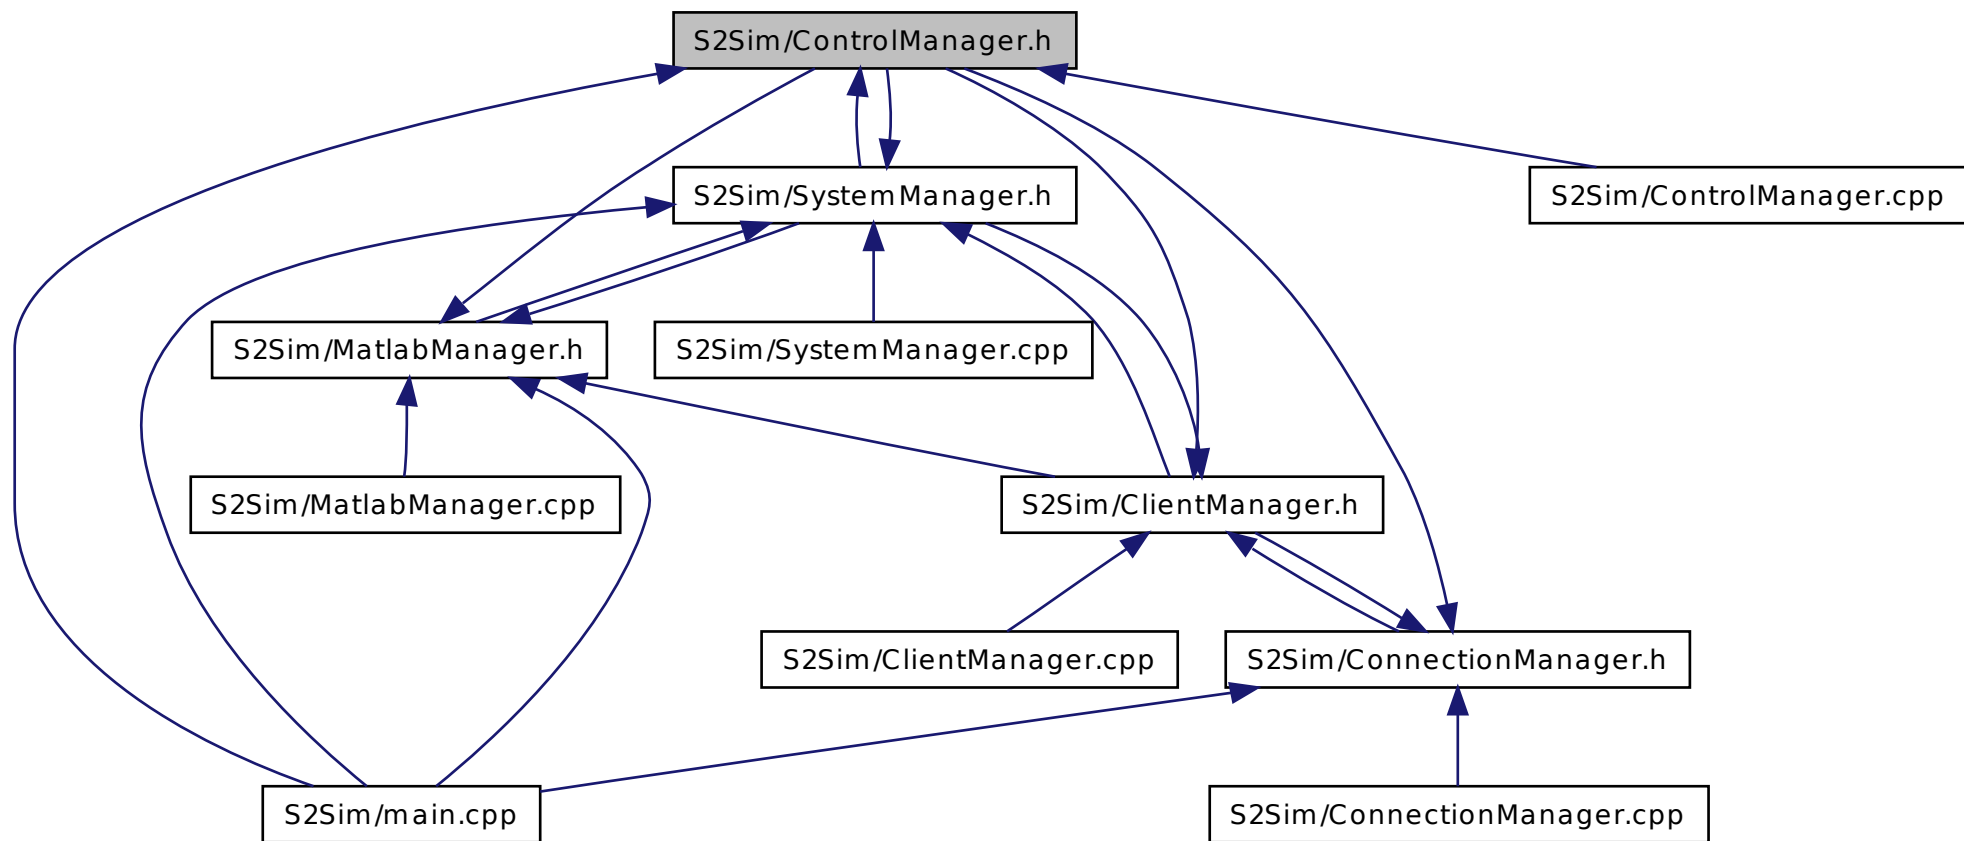 S2Sim/ControlManager.h
S2Sim/SystemManager.h
S2Sim/ControlManager.cpp
S2Sim/MatlabManager.h
S2Sim/SystemManager.cpp
S2Sim/MatlabManager.cpp
S2Sim/ClientManager.h
S2Sim/ClientManager.cpp
S2Sim/ConnectionManager.h
S2Sim/main.cpp
S2Sim/ConnectionManager.cpp